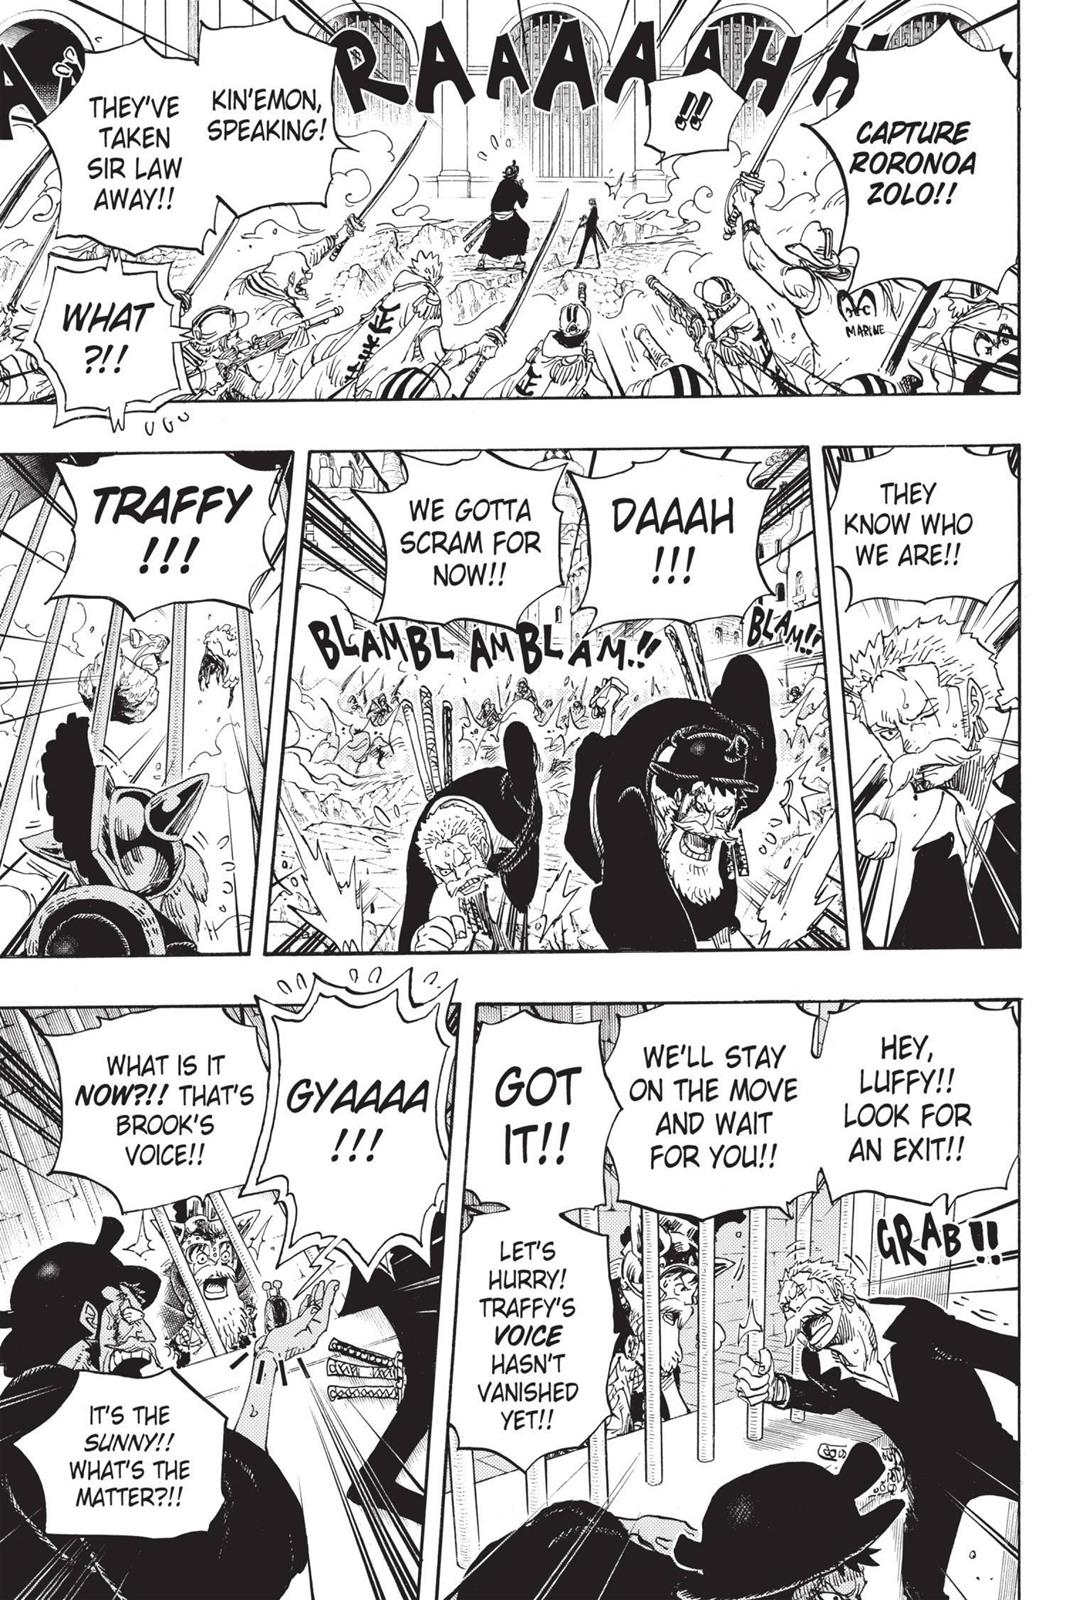 CAPTURE
RORONOA
ZOLO!!
!!
RAAAAAHH
KIN'EMON,
SPEAKING!
THEY'VE
TAKEN
SIR LAW
AWAY!!
WHAT
?!!
MARINE
THEY
KNOW WHO
WE ARE!!
DAAAH
!!!
WE GOTTA
SCRAM FOR
NOW!!
BLAM!!
BLAMBLAMBLAM!!
TRAFFY
!!!
HEY,
LUFFY!!
LOOK FOR
AN EXIT!!
WE'LL STAY
ON THE MOVE
AND WAIT
FOR YOU!!
GRAB!!
GOT
IT!!
LET'S
HURRY!
TRAFFY'S
VOICE
HASN'T
VANISHED
YET!!
GYAAAA
!!!
WHAT IS IT
NOW?!! THAT'S
BROOK'S
VOICE!!
IT'S THE
SUNNY!!
WHAT'S THE
MATTER?!!